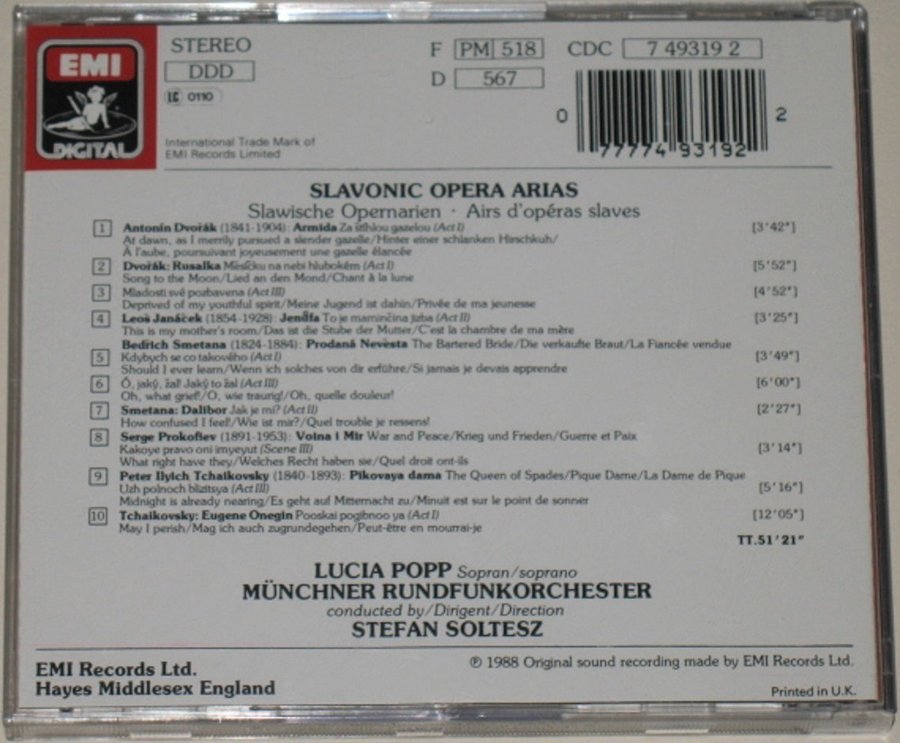 EMI
DIGITAL
STEREO
DDD
LC 0110
F PM 518 CDC 7 49319 2
D 567
0 77774 93192 2
International Trade Mark of
EMI Records Limited
SLAVONIC OPERA ARIAS
Slawische Opernarien · Airs d'opéras slaves
1 Antonín Dvořák (1841-1904): Armida Za štíhlou gazelou (Act I) [3'42"]
At dawn, as I merrily pursued a slender gazelle/Hinter einer schlanken Hirschkuh/
À l'aube, poursuivant joyeusement une gazelle élancée
2 Dvořák: Rusalka Měsíčku na nebi hlubokém (Act I) [5'52"]
Song to the Moon/Lied an den Mond/Chant à la lune
3 Mladosti své pozbavena (Act III) [4'52"]
Deprived of my youthful spirit/Meine Jugend ist dahin/Privée de ma jeunesse
4 Leoš Janáček (1854-1928): Jenůfa To je maminčina jizba (Act II) [3'25"]
This is my mother's room/Das ist die Stube der Mutter/C'est la chambre de ma mère
Bedřich Smetana (1824-1884): Prodaná Nevěsta The Bartered Bride/Die verkaufte Braut/La Fiancée vendue
5 Kdybych se co takového (Act I) [3'49"]
Should I ever learn/Wenn ich solches von dir erführe/Si jamais je devais apprendre
6 Ó, jaký, žal! Jaký to žal (Act III) [6'00"]
Oh, what grief!/O, wie traurig!/Oh, quelle douleur!
7 Smetana: Dalibor Jak je mi? (Act II) [2'27"]
How confused I feel!/Wie ist mir?/Quel trouble je ressens!
8 Serge Prokofiev (1891-1953): Voina i Mir War and Peace/Krieg und Frieden/Guerre et Paix
Kakoye pravo oni imyeyut (Scene III) [3'14"]
What right have they/Welches Recht haben sie/Quel droit ont-ils
9 Peter Ilyich Tchaikovsky (1840-1893): Pikovaya dama The Queen of Spades/Pique Dame/La Dame de Pique
Uzh polnoch blizitsya (Act III) [5'16"]
Midnight is already nearing/Es geht auf Mitternacht zu/Minuit est sur le point de sonner
10 Tchaikovsky: Eugene Onegin Pooskai pogibnoo ya (Act I) [12'05"]
May I perish/Mag ich auch zugrundegehen/Peut-être en mourrai-je
TT.51'21"
LUCIA POPP Sopran/soprano
MÜNCHNER RUNDFUNKORCHESTER
conducted by/Dirigent/Direction
STEFAN SOLTESZ
EMI Records Ltd.
Hayes Middlesex England
℗ 1988 Original sound recording made by EMI Records Ltd.
Printed in U.K.